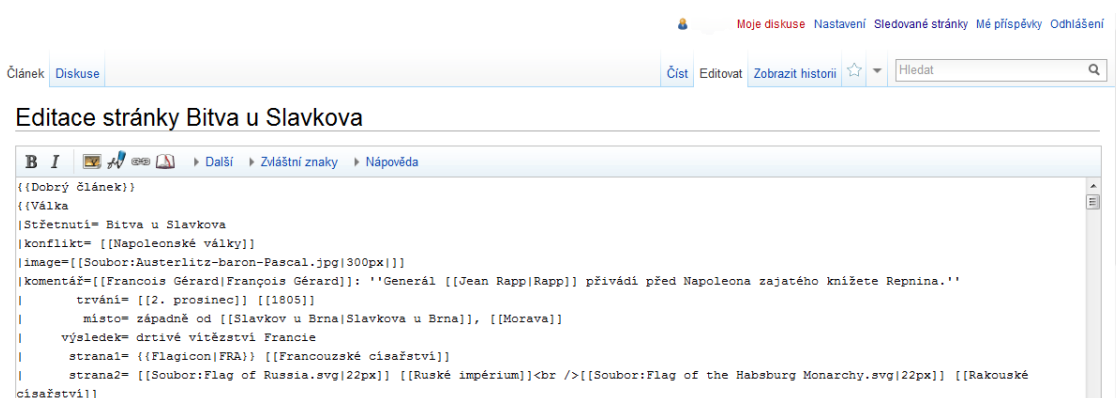 Moje diskuse Nastavení Sledované stránky Mé příspěvky Odhlášení
Článek Diskuse Číst Editovat Zobrazit historii Hledat
Editace stránky Bitva u Slavkova
B I Další Zvláštní znaky Nápověda
{{Dobrý článek}}
{{Válka
|Střetnutí= Bitva u Slavkova
|konflikt= [[Napoleonské války]]
|image=[[Soubor:Austerlitz-baron-Pascal.jpg|300px|]]
|komentář=[[Francois Gérard|François Gérard]]: ''Generál [[Jean Rapp|Rapp]] přivádí před Napoleona zajatého knížete Repnina.''
| trvání= [[2. prosinec]] [[1805]]
| místo= západně od [[Slavkov u Brna|Slavkova u Brna]], [[Morava]]
| výsledek= drtivé vítězství Francie
| strana1= {{Flagicon|FRA}} [[Francouzské císařství]]
| strana2= [[Soubor:Flag of Russia.svg|22px]] [[Ruské impérium]]<br />[[Soubor:Flag of the Habsburg Monarchy.svg|22px]] [[Rakouské
císařství]]